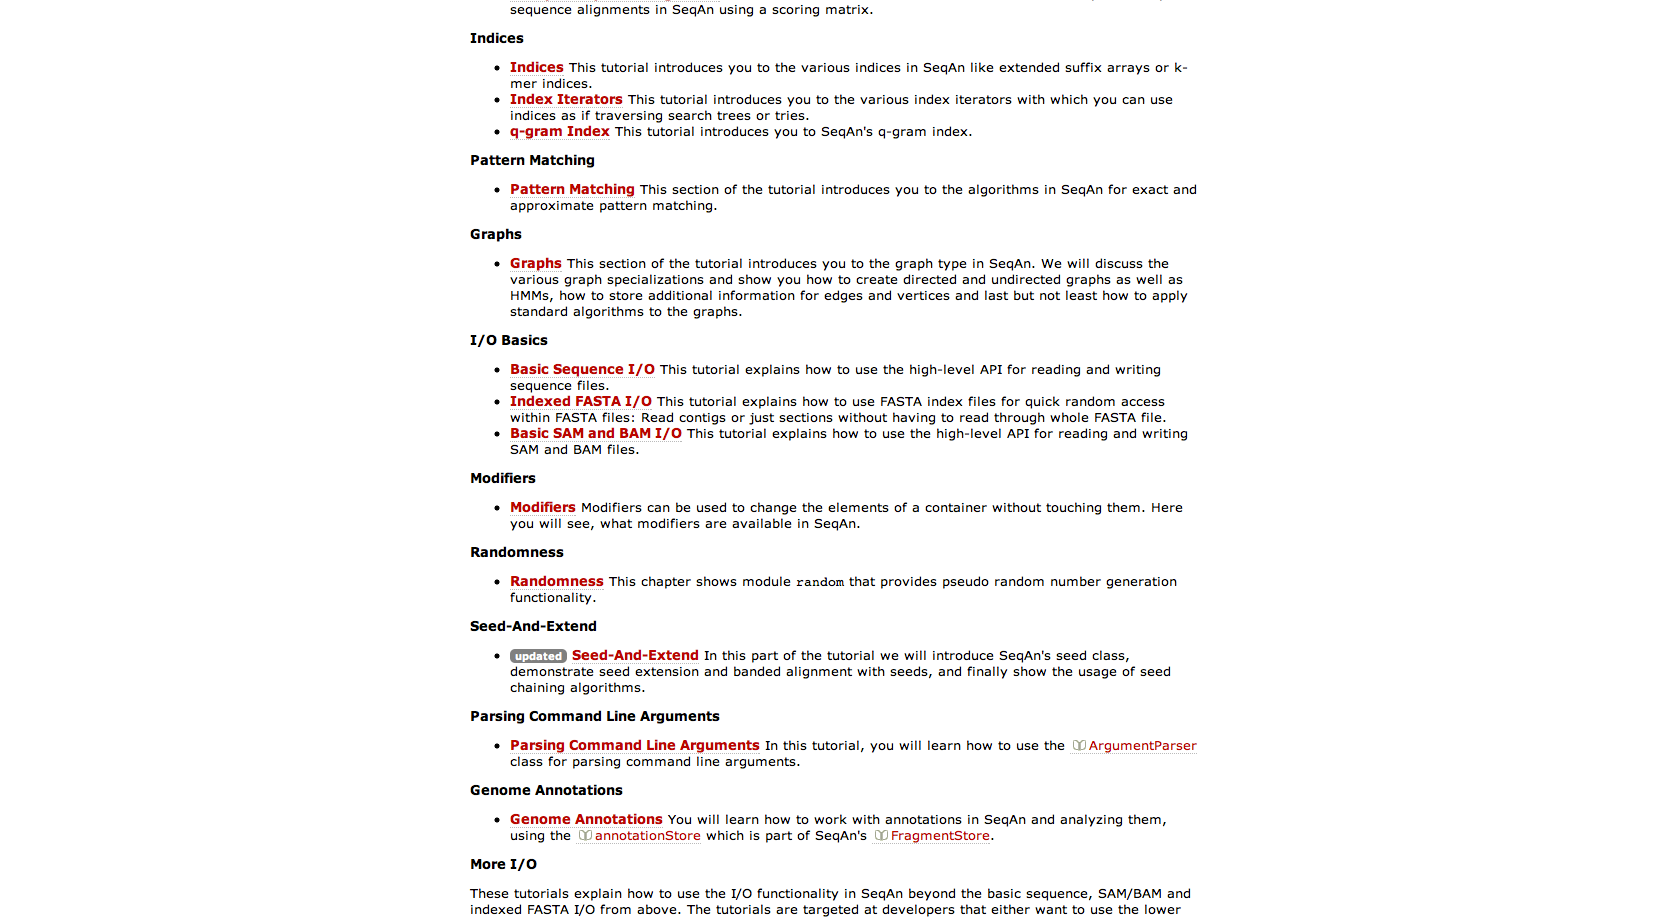 sequence alignments in SeqAn using a scoring matrix.
Indices
Indices This tutorial introduces you to the various indices in SeqAn like extended suffix arrays or k-
mer indices.
Index Iterators This tutorial introduces you to the various index iterators with which you can use
indices as if traversing search trees or tries.
q-gram Index This tutorial introduces you to SeqAn's q-gram index.
Pattern Matching
Pattern Matching This section of the tutorial introduces you to the algorithms in SeqAn for exact and
approximate pattern matching.
Graphs
Graphs This section of the tutorial introduces you to the graph type in SeqAn. We will discuss the
various graph specializations and show you how to create directed and undirected graphs as well as
HMMs, how to store additional information for edges and vertices and last but not least how to apply
standard algorithms to the graphs.
I/O Basics
Basic Sequence I/O This tutorial explains how to use the high-level API for reading and writing
sequence files.
Indexed FASTA I/O This tutorial explains how to use FASTA index files for quick random access
within FASTA files: Read contigs or just sections without having to read through whole FASTA file.
Basic SAM and BAM I/O This tutorial explains how to use the high-level API for reading and writing
SAM and BAM files.
Modifiers
Modifiers Modifiers can be used to change the elements of a container without touching them. Here
you will see, what modifiers are available in SeqAn.
Randomness
Randomness This chapter shows module random that provides pseudo random number generation
functionality.
Seed-And-Extend
updated Seed-And-Extend In this part of the tutorial we will introduce SeqAn's seed class,
demonstrate seed extension and banded alignment with seeds, and finally show the usage of seed
chaining algorithms.
Parsing Command Line Arguments
Parsing Command Line Arguments In this tutorial, you will learn how to use the ArgumentParser
class for parsing command line arguments.
Genome Annotations
Genome Annotations You will learn how to work with annotations in SeqAn and analyzing them,
using the annotationStore which is part of SeqAn's FragmentStore.
More I/O
These tutorials explain how to use the I/O functionality in SeqAn beyond the basic sequence, SAM/BAM and
indexed FASTA I/O from above. The tutorials are targeted at developers that either want to use the lower